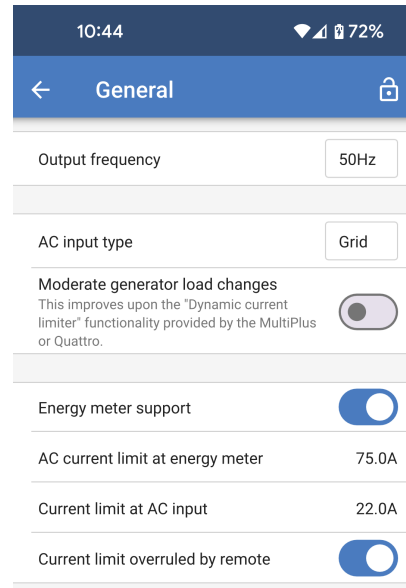 10:44 72%
General
Output frequency 50Hz
AC input type Grid
Moderate generator load changes
This improves upon the "Dynamic current
limiter" functionality provided by the MultiPlus
or Quattro.
Energy meter support
AC current limit at energy meter 75.0A
Current limit at AC input 22.0A
Current limit overruled by remote